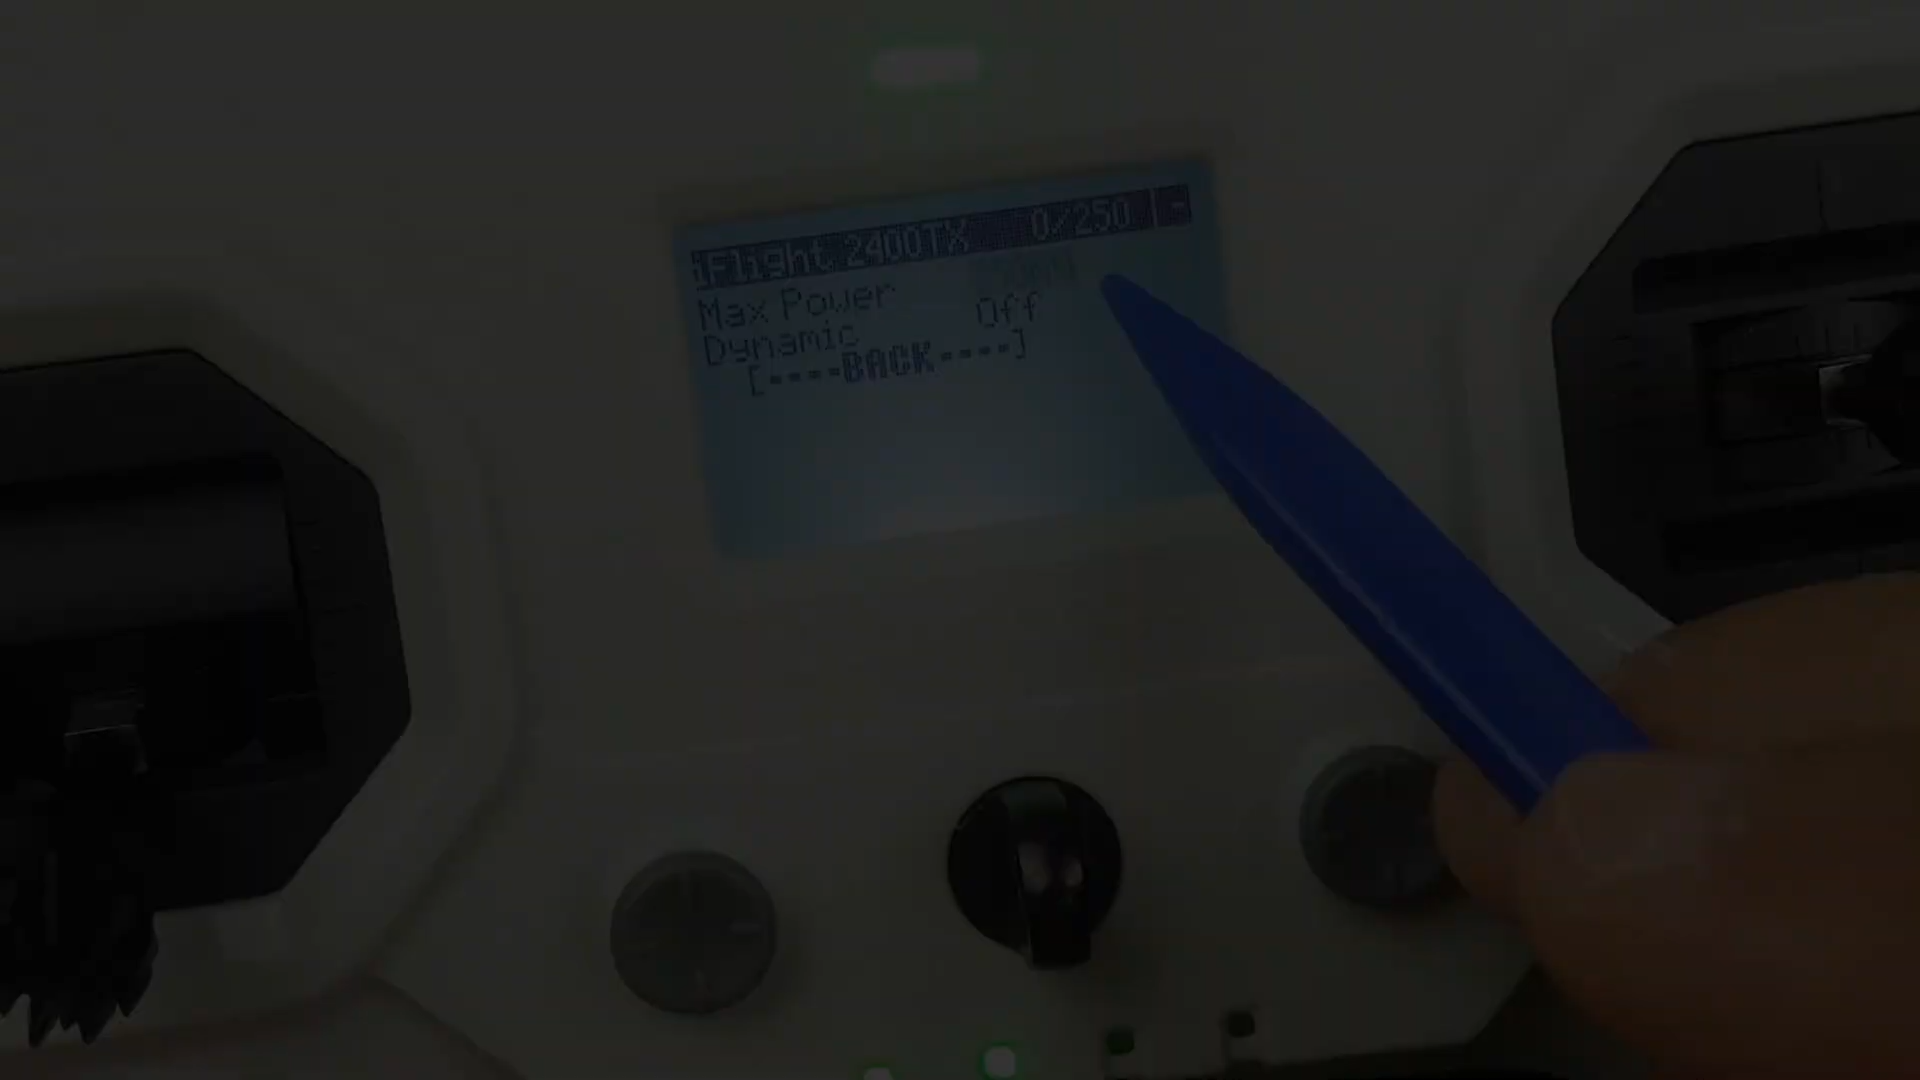 iFlight 2400TX 0/250 | -
Max Power
Dynamic Off
[----BACK----]